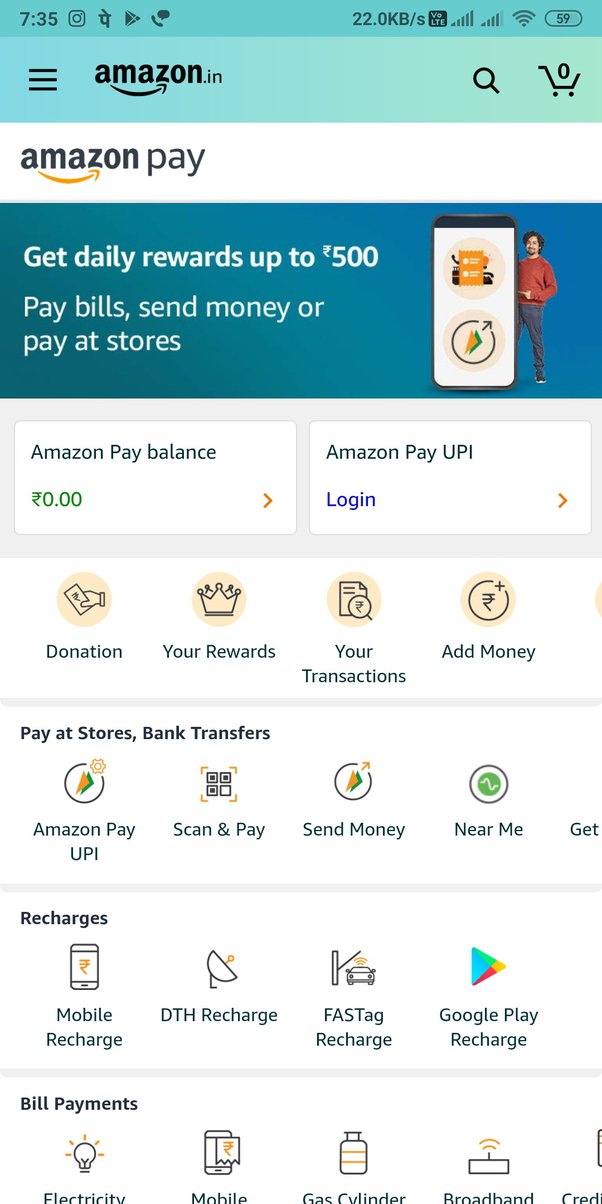 7:35 22.0KB/s Vo LTE 59
amazon.in 0
amazon pay
Get daily rewards up to ₹500
Pay bills, send money or
pay at stores
Amazon Pay balance
₹0.00
Amazon Pay UPI
Login
Donation
Your Rewards
Your
Transactions
Add Money
Pay at Stores, Bank Transfers
Amazon Pay
UPI
Scan & Pay
Send Money
Near Me
Get
Recharges
Mobile
Recharge
DTH Recharge
FASTag
Recharge
Google Play
Recharge
Bill Payments
Electricity
Mobile
Gas Cylinder
Broadband
Credi